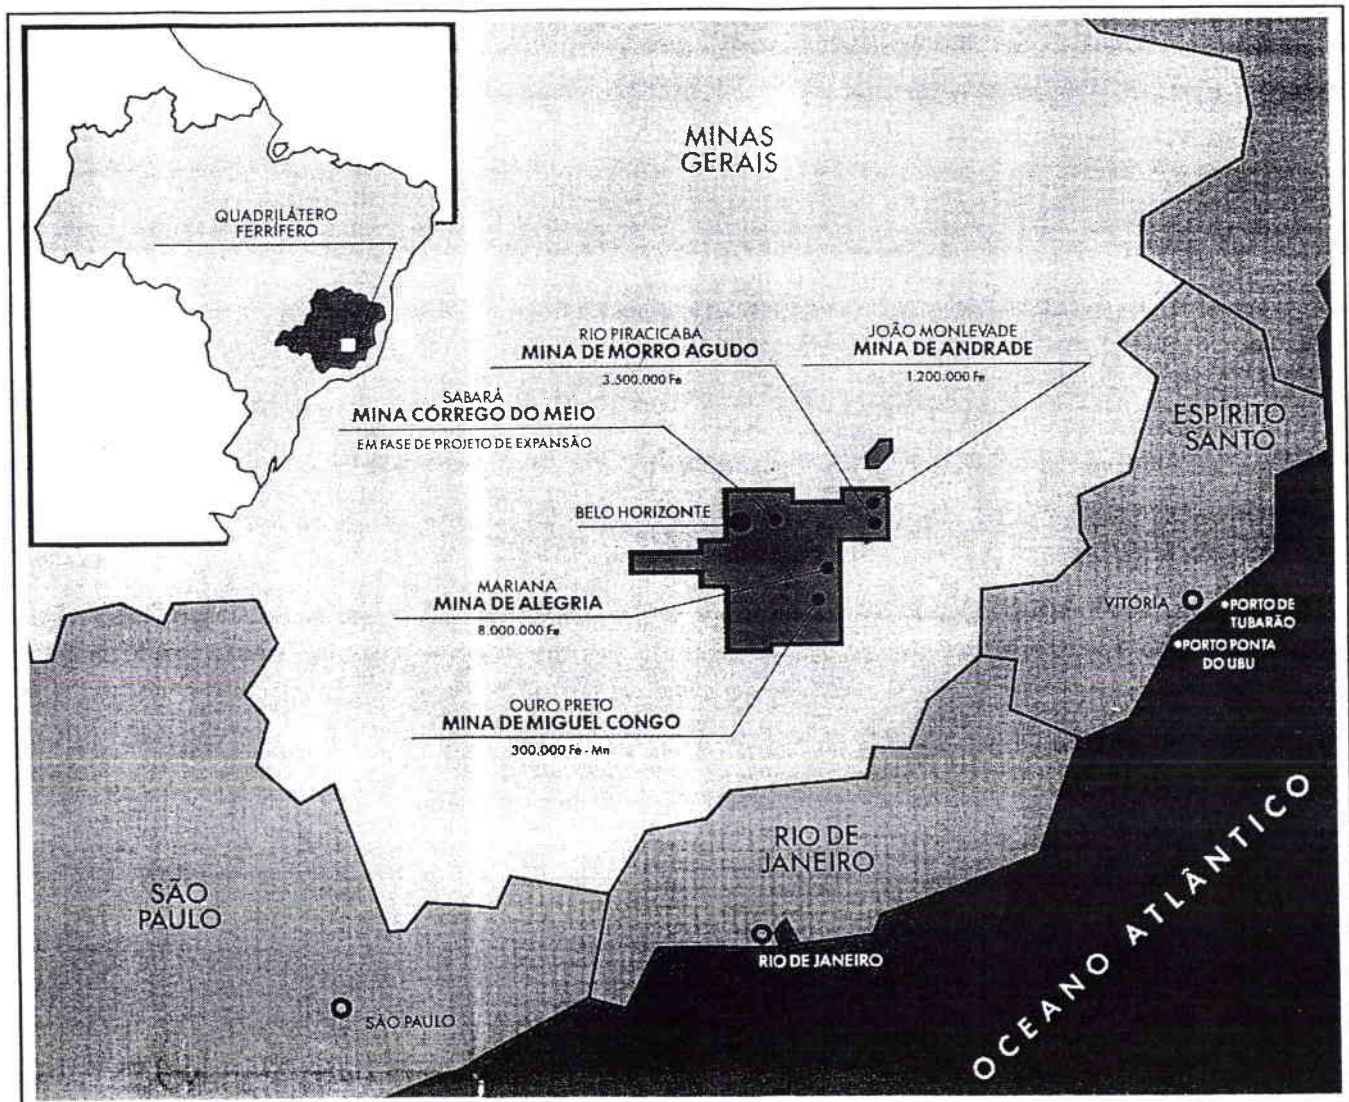 MINAS
GERAIS
QUADRILÁTERO
FERRÍFERO
RIO PIRACICABA
MINA DE MORRO AGUDO
3.500.000 Fe
JOÃO MONLEVADE
MINA DE ANDRADE
1.200.000 Fe
SABARÁ
MINA CÓRREGO DO MEIO
EM FASE DE PROJETO DE EXPANSÃO
ESPÍRITO
SANTO
BELO HORIZONTE
MARIANA
MINA DE ALEGRIA
8.000.000 Fe
VITÓRIA
PORTO DE
TUBARÃO
PORTO PONTA
DO UBU
OURO PRETO
MINA DE MIGUEL CONGO
300.000 Fe - Mn
RIO DE
JANEIRO
SÃO
PAULO
RIO DE JANEIRO
SÃO PAULO
OCEANO ATLÂNTICO